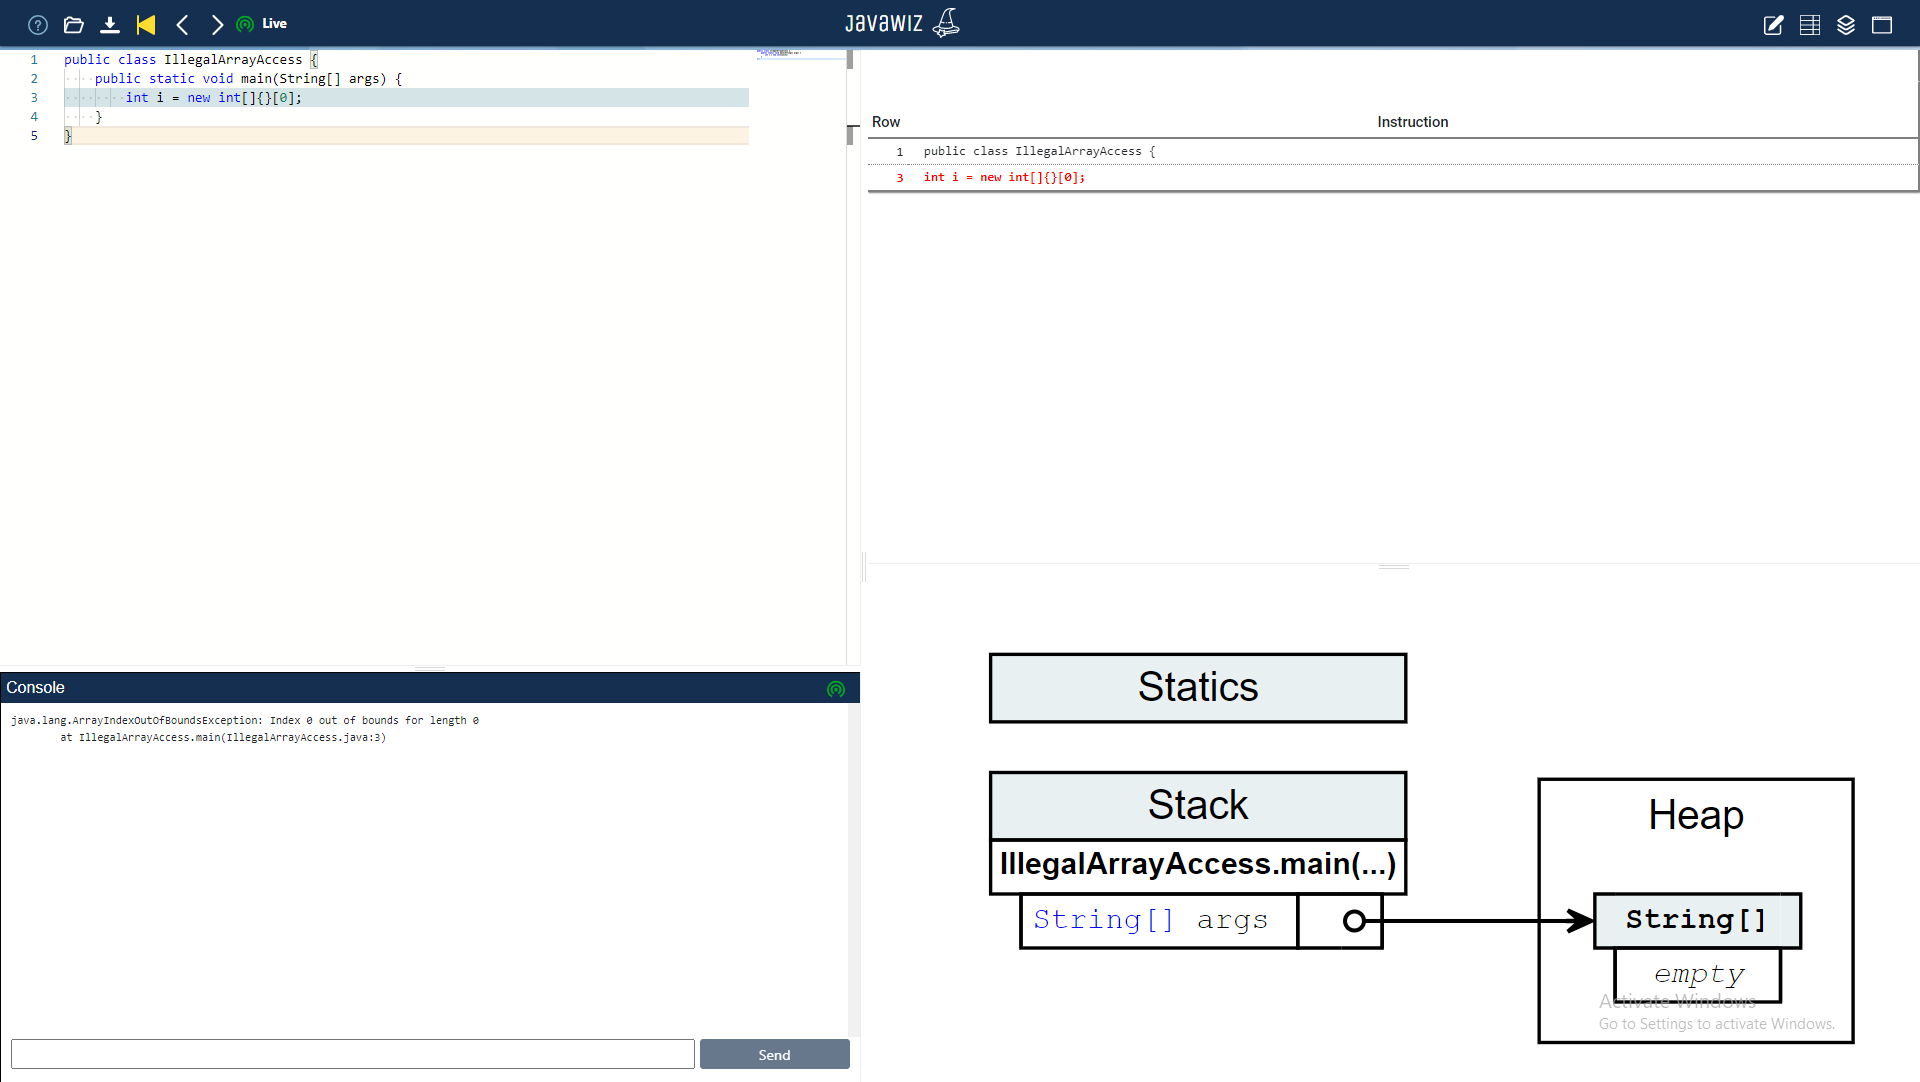 Live
JavaWIZ
1 public class IllegalArrayAccess {
2 public static void main(String[] args) {
3 int i = new int[]{}[0];
4 }
5 }
Row Instruction
1 public class IllegalArrayAccess {
3 int i = new int[]{}[0];
Console
java.lang.ArrayIndexOutOfBoundsException: Index 0 out of bounds for length 0
at IllegalArrayAccess.main(IllegalArrayAccess.java:3)
Send
Statics
Stack
IllegalArrayAccess.main(...)
String[] args
Heap
String[]
empty
Activate Windows
Go to Settings to activate Windows.